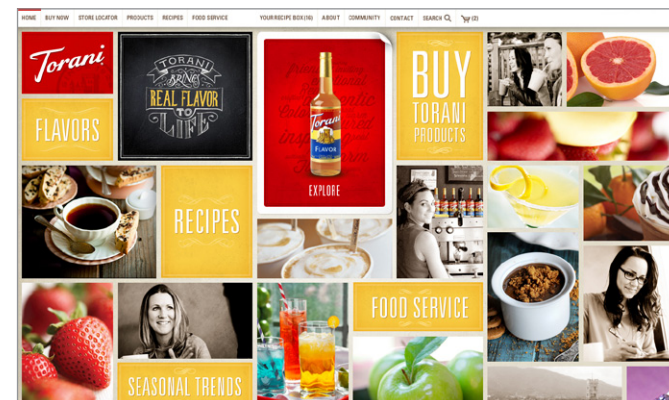 HOME BUY NOW STORE LOCATOR PRODUCTS RECIPES FOOD SERVICE YOUR RECIPE BOX (16) ABOUT COMMUNITY CONTACT SEARCH (2)
Torani
FLAVORS
TORANI
BRINGS
REAL FLAVOR
TO
LIFE
Torani
FLAVOR
EXPLORE
BUY
TORANI
PRODUCTS
RECIPES
FOOD SERVICE
SEASONAL TRENDS